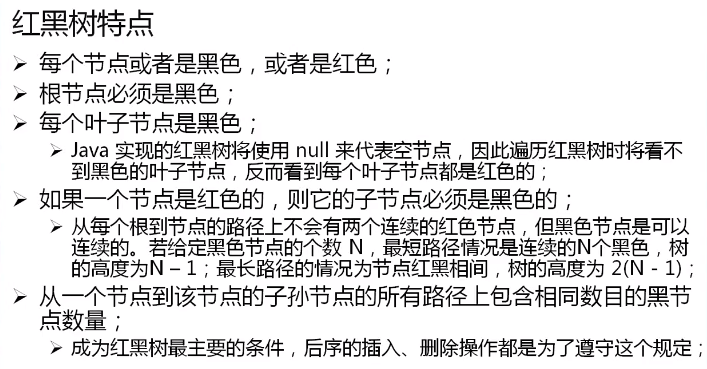 红黑树特点
➢ 每个节点或者是黑色，或者是红色；
➢ 根节点必须是黑色；
➢ 每个叶子节点是黑色；
➢ Java 实现的红黑树将使用 null 来代表空节点，因此遍历红黑树时将看不
到黑色的叶子节点，反而看到每个叶子节点都是红色的；
➢ 如果一个节点是红色的，则它的子节点必须是黑色的；
➢ 从每个根到节点的路径上不会有两个连续的红色节点，但黑色节点是可以
连续的。若给定黑色节点的个数 N，最短路径情况是连续的N个黑色，树
的高度为N – 1；最长路径的情况为节点红黑相间，树的高度为 2(N - 1)；
➢ 从一个节点到该节点的子孙节点的所有路径上包含相同数目的黑节
点数量；
➢ 成为红黑树最主要的条件，后序的插入、删除操作都是为了遵守这个规定；